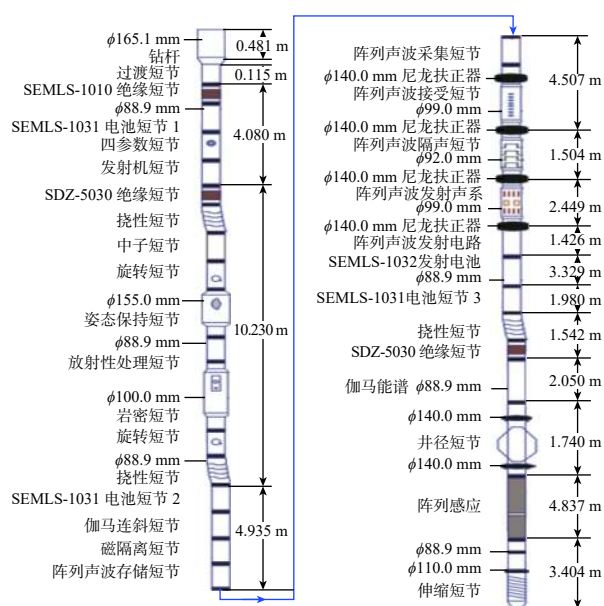 ϕ165.1 mm
钻杆
过渡短节
SEMLS-1010 绝缘短节
ϕ88.9 mm
SEMLS-1031 电池短节 1
四参数短节
发射机短节
SDZ-5030 绝缘短节
挠性短节
中子短节
旋转短节
ϕ155.0 mm
姿态保持短节
ϕ88.9 mm
放射性处理短节
ϕ100.0 mm
岩密短节
旋转短节
ϕ88.9 mm
挠性短节
SEMLS-1031 电池短节 2
伽马连斜短节
磁隔离短节
阵列声波存储短节
0.481 m
0.115 m
4.080 m
10.230 m
4.935 m
阵列声波采集短节
ϕ140.0 mm 尼龙扶正器
阵列声波接受短节
ϕ99.0 mm
ϕ140.0 mm 尼龙扶正器
阵列声波隔声短节
ϕ92.0 mm
ϕ140.0 mm 尼龙扶正器
阵列声波发射声系
ϕ99.0 mm
ϕ140.0 mm 尼龙扶正器
阵列声波发射电路
SEMLS-1032发射电池
ϕ88.9 mm
SEMLS-1031电池短节 3
挠性短节
SDZ-5030 绝缘短节
伽马能谱 ϕ88.9 mm
ϕ140.0 mm
井径短节
ϕ140.0 mm
阵列感应
ϕ88.9 mm
ϕ110.0 mm
伸缩短节
4.507 m
1.504 m
2.449 m
1.426 m
3.329 m
1.980 m
1.542 m
2.050 m
1.740 m
4.837 m
3.404 m